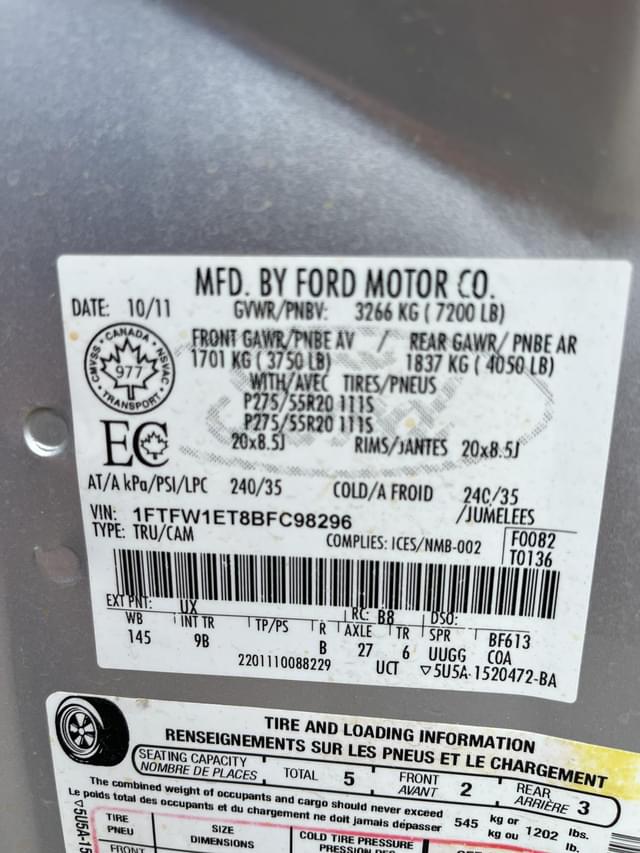 MFD. BY FORD MOTOR CO.
DATE: 10/11 GVWR/PNBV: 3266 KG ( 7200 LB)
FRONT GAWR/PNBE AV / REAR GAWR/ PNBE AR
1701 KG ( 3750 LB) 1837 KG ( 4050 LB)
WITH/AVEC TIRES/PNEUS
P275/55R20 111S
P275/55R20 111S
20x8.5J RIMS/JANTES 20x8.5J
CANADA
CMVSS NSVAC
977
TRANSPORT
EC
AT/A kPa/PSI/LPC 240/35 COLD/A FROID 240/35
/JUMELEES
VIN: 1FTFW1ET8BFC98296
TYPE: TRU/CAM COMPLIES: ICES/NMB-002
F0082
T0136
EXT PNT: UX RC: B8 DSO:
WB INT TR TP/PS R AXLE TR SPR BF613
145 9B B 27 6 UUGG COA
2201110088229 UCT ▽5U5A-1520472-BA
TIRE AND LOADING INFORMATION
RENSEIGNEMENTS SUR LES PNEUS ET LE CHARGEMENT
SEATING CAPACITY
NOMBRE DE PLACES TOTAL 5 FRONT
AVANT 2 REAR
ARRIÈRE 3
The combined weight of occupants and cargo should never exceed 545 kg or 1202 lbs.
Le poids total des occupants et du chargement ne doit jamais dépasser kg ou lb.
▽5U5A-15
TIRE
PNEU SIZE
DIMENSIONS COLD TIRE PRESSURE
FRONT